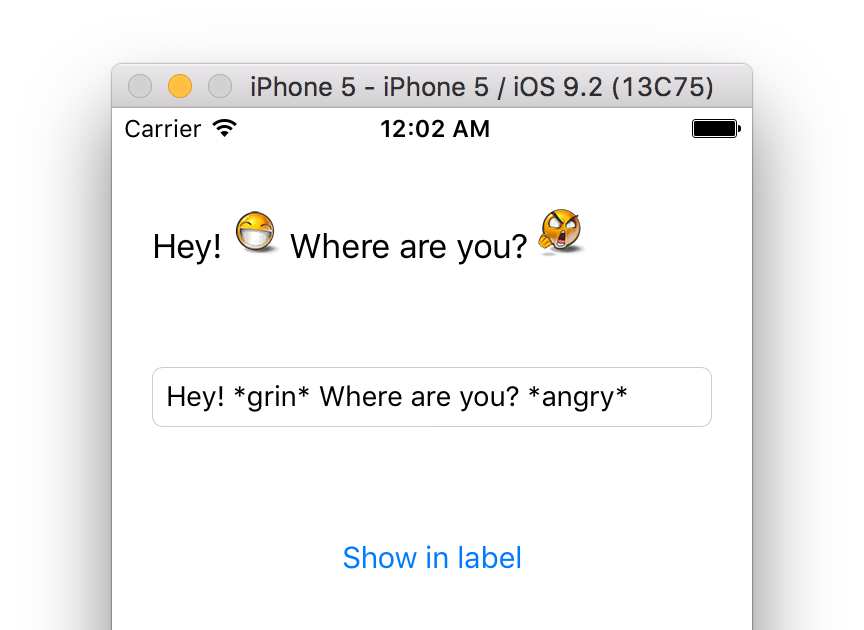 iPhone 5 - iPhone 5 / iOS 9.2 (13C75)
Carrier 12:02 AM
Hey! Where are you?
Hey! *grin* Where are you? *angry*
Show in label